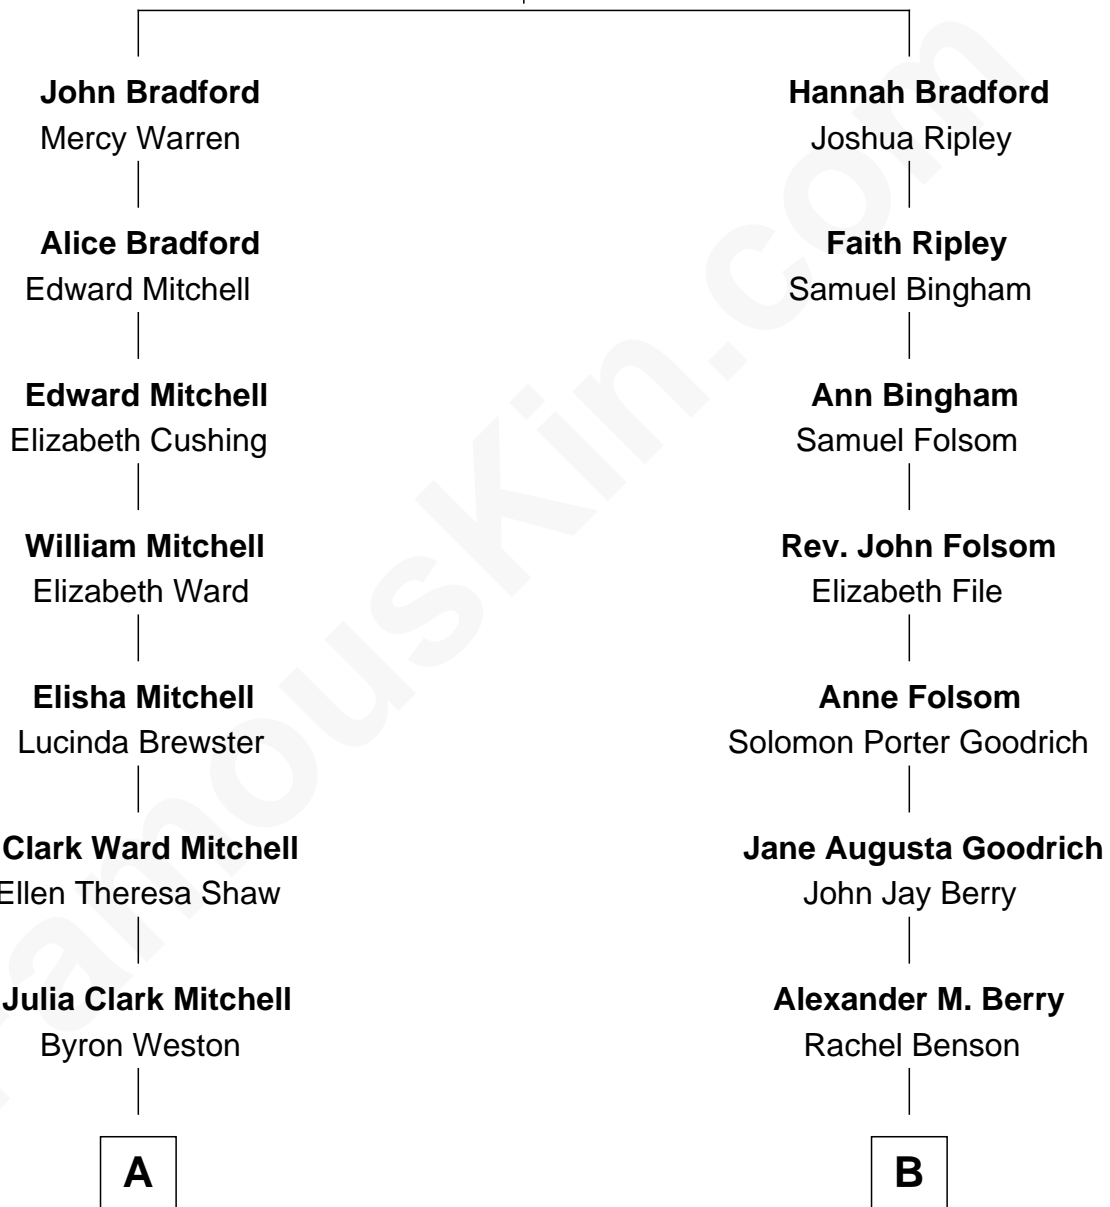 John Bradford
Mercy Warren
Hannah Bradford
Joshua Ripley
Alice Bradford
Edward Mitchell
Faith Ripley
Samuel Bingham
Edward Mitchell
Elizabeth Cushing
Ann Bingham
Samuel Folsom
William Mitchell
Elizabeth Ward
Rev. John Folsom
Elizabeth File
Elisha Mitchell
Lucinda Brewster
Anne Folsom
Solomon Porter Goodrich
Clark Ward Mitchell
Ellen Theresa Shaw
Jane Augusta Goodrich
John Jay Berry
Julia Clark Mitchell
Byron Weston
Alexander M. Berry
Rachel Benson
A
B
FamousKin.com